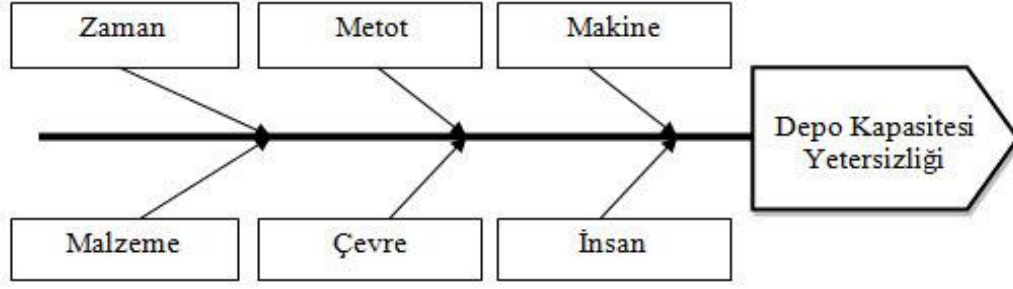 Zaman
Metot
Makine
Depo Kapasitesi
Yetersizliği
Malzeme
Çevre
İnsan